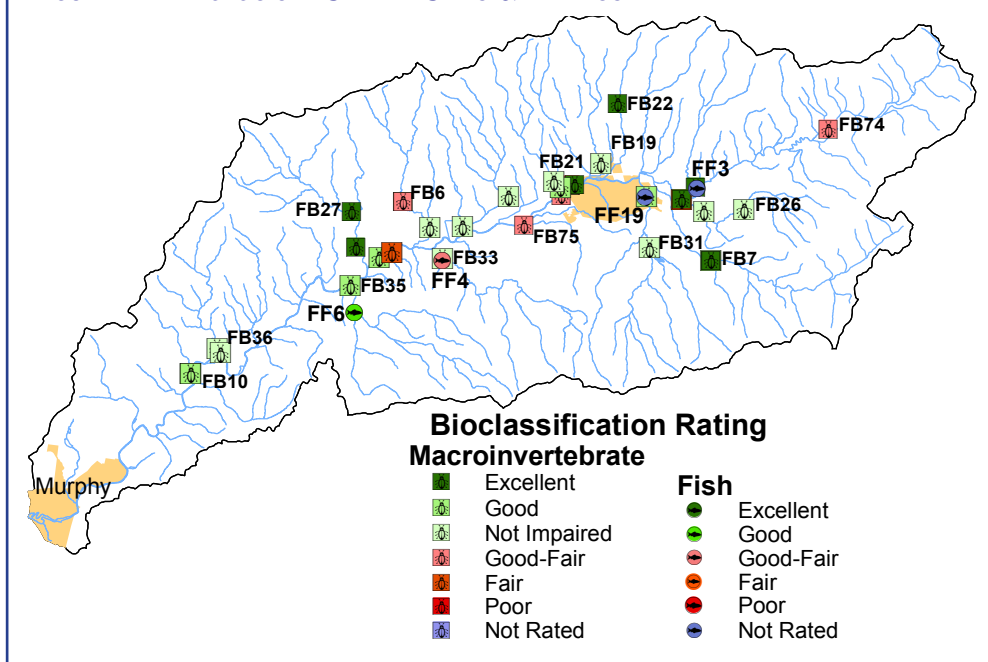 FB22
FB74
FB19
FB21
FF3
FB6
FB27
FB26
FF19
FB75
FB31
FB33
FB7
FF4
FB35
FF6
FB36
FB10
Murphy
Bioclassification Rating
Macroinvertebrate
Excellent
Good
Not Impaired
Good-Fair
Fair
Poor
Not Rated
Fish
Excellent
Good
Good-Fair
Fair
Poor
Not Rated